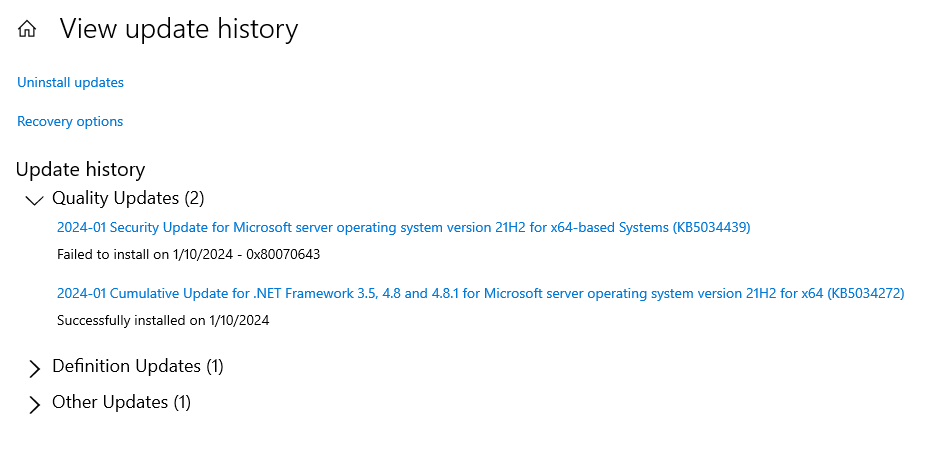 View update history
Uninstall updates
Recovery options
Update history
Quality Updates (2)
2024-01 Security Update for Microsoft server operating system version 21H2 for x64-based Systems (KB5034439)
Failed to install on 1/10/2024 - 0x80070643
2024-01 Cumulative Update for .NET Framework 3.5, 4.8 and 4.8.1 for Microsoft server operating system version 21H2 for x64 (KB5034272)
Successfully installed on 1/10/2024
Definition Updates (1)
Other Updates (1)